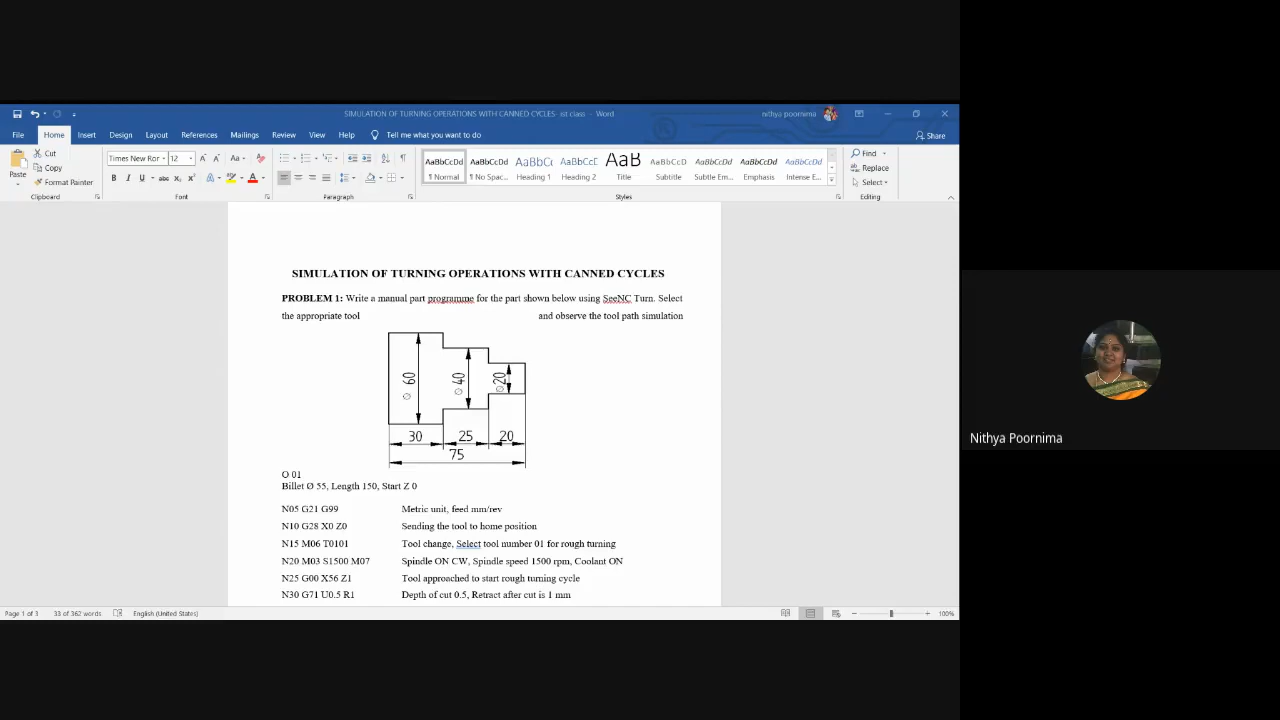 SIMULATION OF TURNING OPERATIONS WITH CANNED CYCLES- ist class - Word
nithya poornima
File Home Insert Design Layout References Mailings Review View Help Tell me what you want to do Share
Paste
Cut
Copy
Format Painter
Clipboard
Times New Ror 12
Font
Paragraph
AaBbCcDd AaBbCcDd AaBbCc AaBbCcE AaB AaBbCcDd AaBbCcDd AaBbCcDd AaBbCcDd
¶ Normal ¶ No Spac... Heading 1 Heading 2 Title Subtitle Subtle Em... Emphasis Intense E...
Styles
Find
Replace
Select
Editing
SIMULATION OF TURNING OPERATIONS WITH CANNED CYCLES
PROBLEM 1: Write a manual part programme for the part shown below using SeeNC Turn. Select
the appropriate tool and observe the tool path simulation
∅ 60
∅ 40
∅20
30 25 20
75
O 01
Billet Ø 55, Length 150, Start Z 0
N05 G21 G99 Metric unit, feed mm/rev
N10 G28 X0 Z0 Sending the tool to home position
N15 M06 T0101 Tool change, Select tool number 01 for rough turning
N20 M03 S1500 M07 Spindle ON CW, Spindle speed 1500 rpm, Coolant ON
N25 G00 X56 Z1 Tool approached to start rough turning cycle
N30 G71 U0.5 R1 Depth of cut 0.5, Retract after cut is 1 mm
Page 1 of 3 33 of 362 words English (United States) 100%
Nithya Poornima